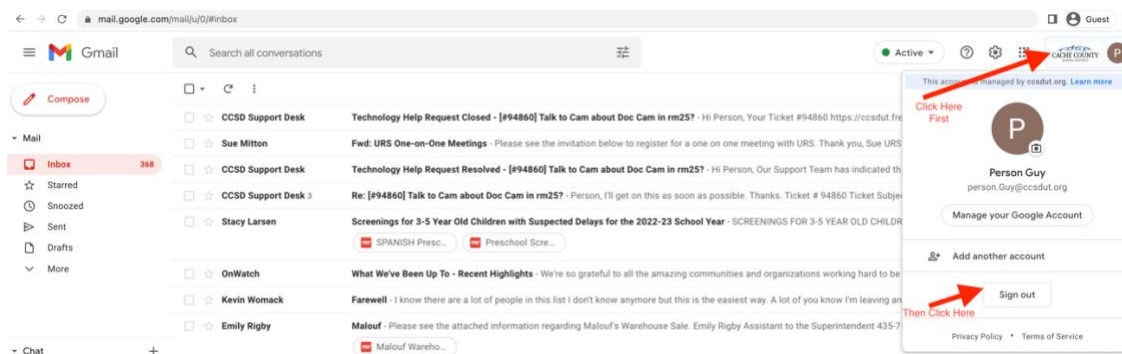 mail.google.com/mail/u/0/#inbox
Guest
Gmail
Search all conversations
Active
CACHE COUNTY
P
Compose
This account is managed by ccsdut.org. Learn more
Click Here
First
P
CCSD Support Desk Technology Help Request Closed - [#94860] Talk to Cam about Doc Cam in rm25? - Hi Person, Your Ticket #94860 https://ccsdut.fre
Mail
Sue Mitton Fwd: URS One-on-One Meetings - Please see the invitation below to register for a one on one meeting with URS. Thank you, Sue URS
Inbox 368
CCSD Support Desk Technology Help Request Resolved - [#94860] Talk to Cam about Doc Cam in rm25? - Hi Person, Our Support Team has indicated th
Person Guy
person.Guy@ccsdut.org
Starred
CCSD Support Desk 3 Re: [#94860] Talk to Cam about Doc Cam in rm25? - Person, I'll get on this as soon as possible. Thanks. Ticket # 94860 Ticket Subje
Snoozed
Stacy Larsen Screenings for 3-5 Year Old Children with Suspected Delays for the 2022-23 School Year - SCREENINGS FOR 3-5 YEAR OLD CHILDR
Manage your Google Account
Sent
SPANISH Presc... Preschool Scre...
Drafts
Add another account
More
OnWatch What We've Been Up To - Recent Highlights - We're so grateful to all the amazing communities and organizations working hard to be
Sign out
Kevin Womack Farewell - I know there are a lot of people in this list I don't know anymore but this is the easiest way. A lot of you know I'm leaving an
Then Click Here
Emily Rigby Malouf - Please see the attached information regarding Malouf's Warehouse Sale. Emily Rigby Assistant to the Superintendent 435-7
Privacy Policy • Terms of Service
Malouf Wareho...
Chat